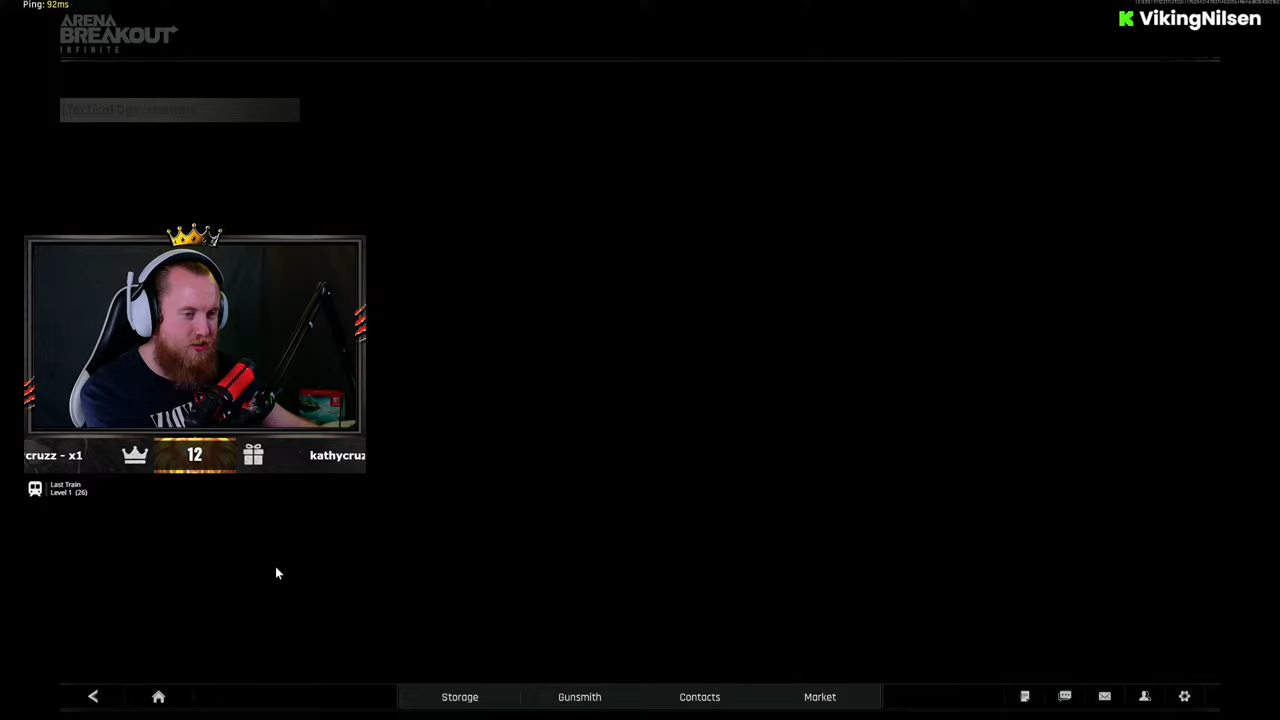 Ping: 92ms
ARENA
BREAKOUT
INFINITE
VikingNilsen
cruzz - x1
12
kathycruz
Last Train
Level 1 (26)
Storage
Gunsmith
Contacts
Market